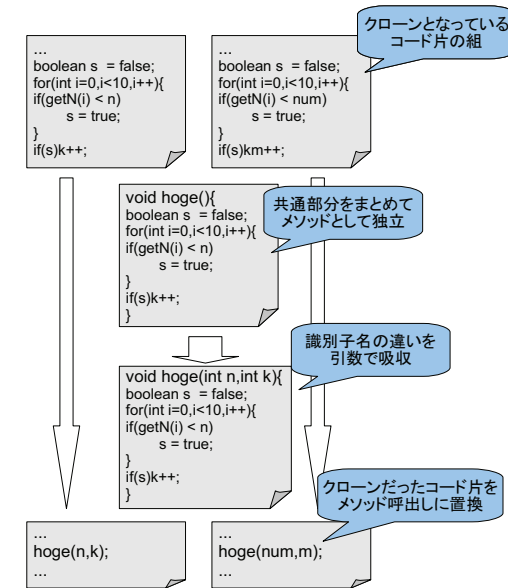 クローンとなっている
コード片の組
...
boolean s = false;
for(int i=0,i<10,i++){
if(getN(i) < n)
s = true;
}
if(s)k++;
...
boolean s = false;
for(int i=0,i<10,i++){
if(getN(i) < num)
s = true;
}
if(s)km++;
共通部分をまとめて
メソッドとして独立
void hoge(){
boolean s = false;
for(int i=0,i<10,i++){
if(getN(i) < n)
s = true;
}
if(s)k++;
}
識別子名の違いを
引数で吸収
void hoge(int n,int k){
boolean s = false;
for(int i=0,i<10,i++){
if(getN(i) < n)
s = true;
}
if(s)k++;
}
クローンだったコード片を
メソッド呼出しに置換
...
hoge(n,k);
...
...
hoge(num,m);
...